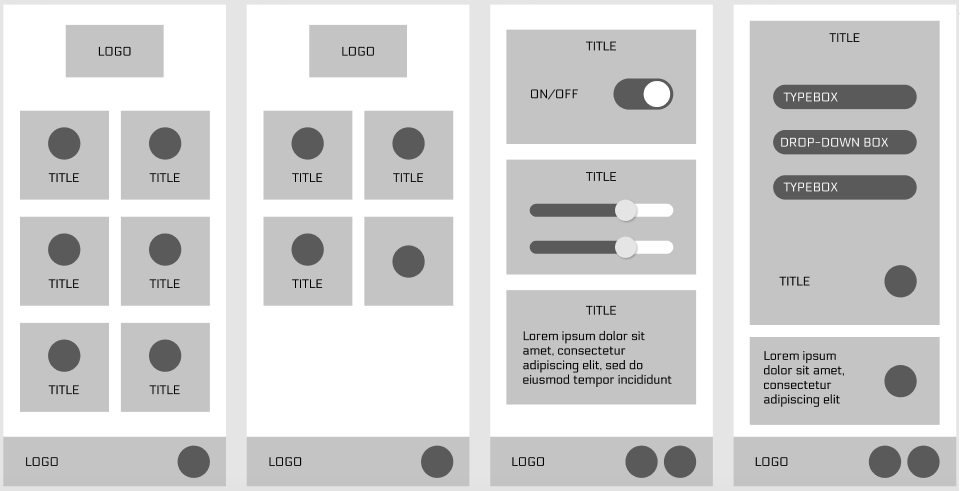 LOGO
TITLE
TITLE
TITLE
TITLE
TITLE
TITLE
LOGO
LOGO
TITLE
TITLE
TITLE
LOGO
TITLE
ON/OFF
TITLE
TITLE
Lorem ipsum dolor sit
amet, consectetur
adipiscing elit, sed do
eiusmod tempor incididunt
LOGO
TITLE
TYPEBOX
DROP-DOWN BOX
TYPEBOX
TITLE
Lorem ipsum
dolor sit amet,
consectetur
adipiscing elit
LOGO